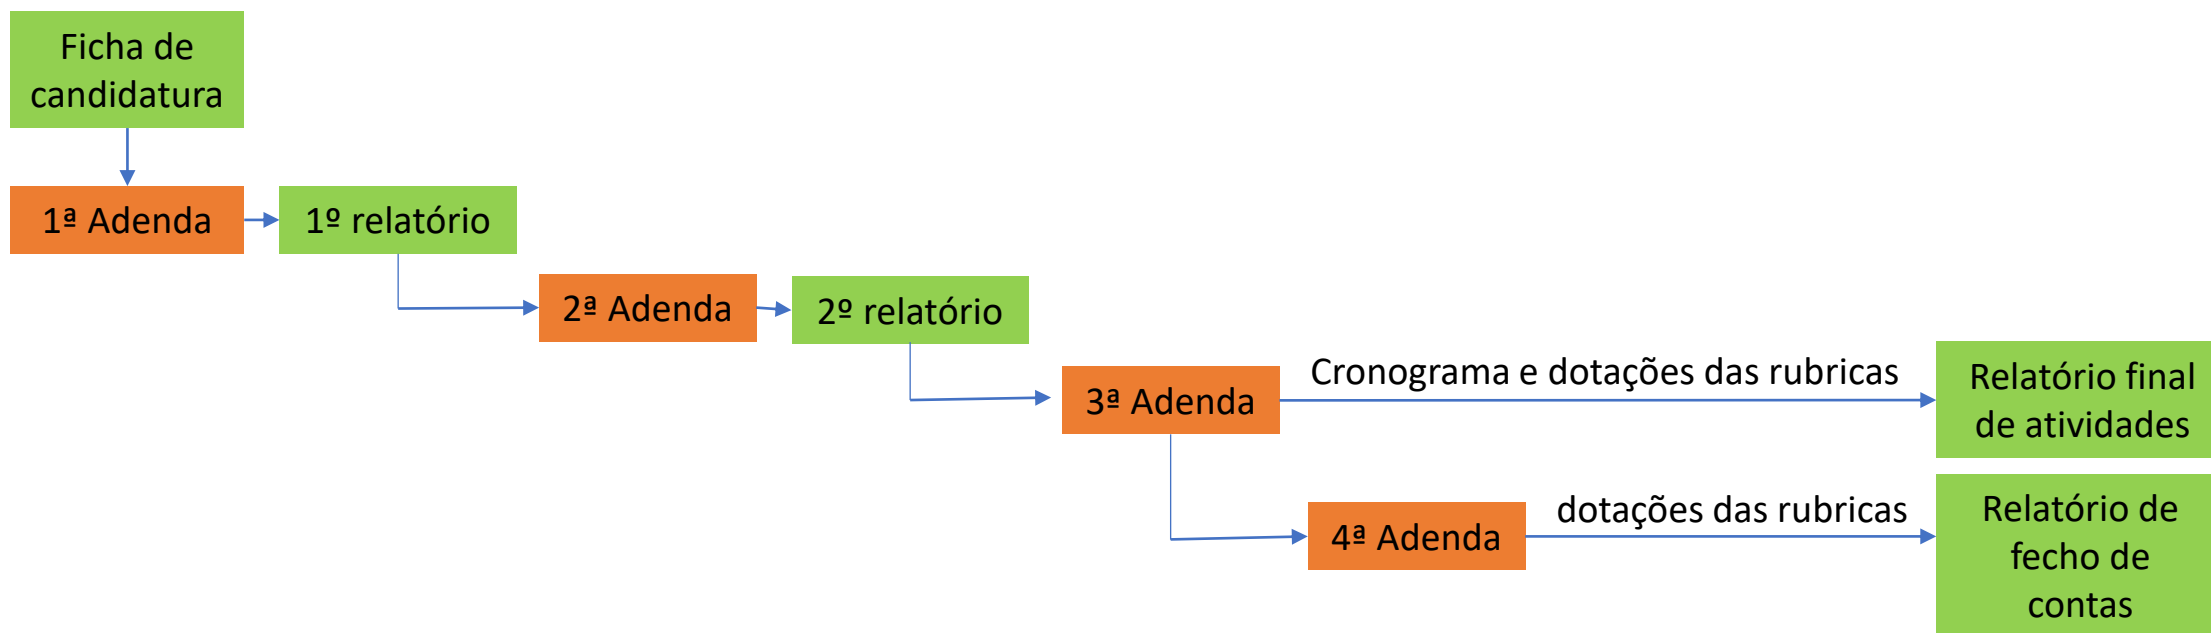 Ficha de
candidatura
1ª Adenda
1º relatório
2ª Adenda
2º relatório
3ª Adenda
Cronograma e dotações das rubricas
Relatório final
de atividades
4ª Adenda
dotações das rubricas
Relatório de
fecho de
contas